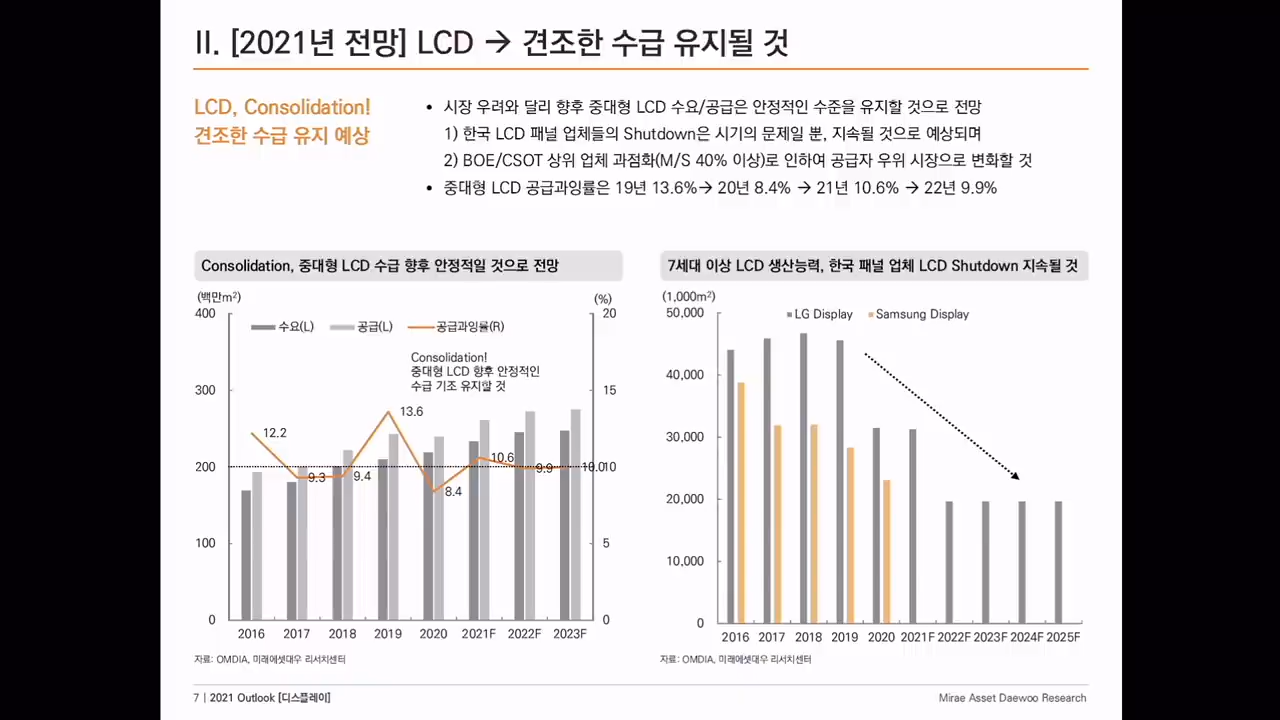 II. [2021년 전망] LCD → 견조한 수급 유지될 것
LCD, Consolidation!
견조한 수급 유지 예상
• 시장 우려와 달리 향후 중대형 LCD 수요/공급은 안정적인 수준을 유지할 것으로 전망
1) 한국 LCD 패널 업체들의 Shutdown은 시기의 문제일 뿐, 지속될 것으로 예상되며
2) BOE/CSOT 상위 업체 과점화(M/S 40% 이상)로 인하여 공급자 우위 시장으로 변화할 것
• 중대형 LCD 공급과잉률은 19년 13.6%→ 20년 8.4% → 21년 10.6% → 22년 9.9%
Consolidation, 중대형 LCD 수급 향후 안정적일 것으로 전망
(백만m²)
(%)
수요(L)
공급(L)
공급과잉률(R)
Consolidation!
중대형 LCD 향후 안정적인
수급 기조 유지할 것
400
300
200
100
0
20
15
10
5
0
12.2
9.3
9.4
13.6
8.4
10.6
9.9
10.0
2016 2017 2018 2019 2020 2021F 2022F 2023F
자료: OMDIA, 미래에셋대우 리서치센터
7세대 이상 LCD 생산능력, 한국 패널 업체 LCD Shutdown 지속될 것
(1,000m²)
LG Display
Samsung Display
50,000
40,000
30,000
20,000
10,000
0
2016 2017 2018 2019 2020 2021F 2022F 2023F 2024F 2025F
자료: OMDIA, 미래에셋대우 리서치센터
7 | 2021 Outlook [디스플레이]
Mirae Asset Daewoo Research